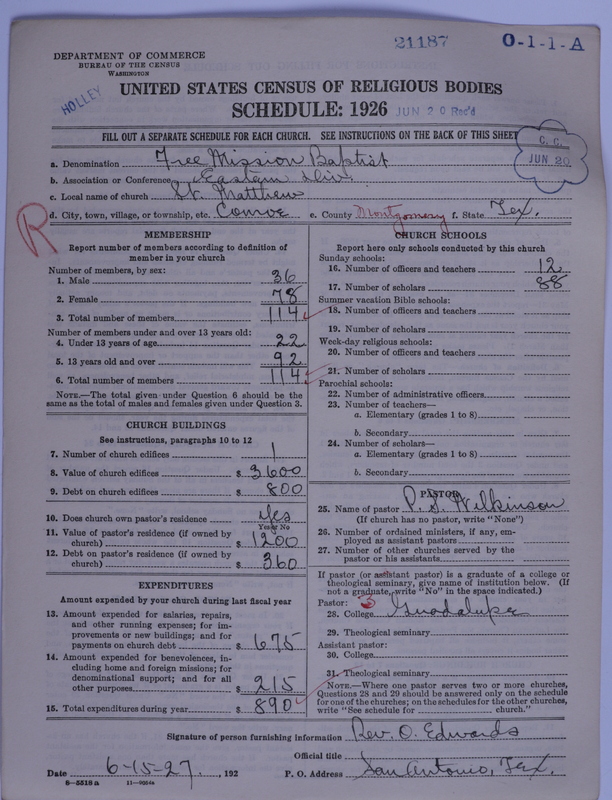 21187
O-1-1-A
DEPARTMENT OF COMMERCE
BUREAU OF THE CENSUS
WASHINGTON
HOLLEY
UNITED STATES CENSUS OF RELIGIOUS BODIES
SCHEDULE: 1926 JUN 20 Rec'd
FILL OUT A SEPARATE SCHEDULE FOR EACH CHURCH. SEE INSTRUCTIONS ON THE BACK OF THIS SHEET
C. C.
JUN 20
a. Denomination Free Mission Baptist
b. Association or Conference Eastern Div.
c. Local name of church St. Matthew
d. City, town, village, or township, etc. Conroe e. County Montgomery f. State Tex.
R
MEMBERSHIP
Report number of members according to definition of
member in your church
Number of members, by sex:
1. Male 36
2. Female 78
3. Total number of members 114
Number of members under and over 13 years old:
4. Under 13 years of age 22
5. 13 years old and over 92
6. Total number of members 114
NOTE.—The total given under Question 6 should be
same as the total of males and females given under Question 3.
CHURCH BUILDINGS
See instructions, paragraphs 10 to 12
7. Number of church edifices 1
8. Value of church edifices $ 3600
9. Debt on church edifices $ 800
10. Does church own pastor's residence Yes
Yes or No
11. Value of pastor's residence (if owned by
church) $ 1200
12. Debt on pastor's residence (if owned by
church) $ 360
EXPENDITURES
Amount expended by your church during last fiscal year
13. Amount expended for salaries, repairs,
and other running expenses; for im-
provements or new buildings; and for
payments on church debt $ 675
14. Amount expended for benevolences, in-
cluding home and foreign missions; for
denominational support; and for all
other purposes $ 215
15. Total expenditures during year $ 890
CHURCH SCHOOLS
Report here only schools conducted by this church
Sunday schools:
16. Number of officers and teachers 12
17. Number of scholars 88
Summer vacation Bible schools:
18. Number of officers and teachers
19. Number of scholars
Week-day religious schools:
20. Number of officers and teachers
21. Number of scholars
Parochial schools:
22. Number of administrative officers
23. Number of teachers—
a. Elementary (grades 1 to 8)
b. Secondary
24. Number of scholars—
a. Elementary (grades 1 to 8)
b. Secondary
PASTOR
25. Name of pastor P. S. Wilkinson
(If church has no pastor, write "None")
26. Number of ordained ministers, if any, em-
ployed as assistant pastors
27. Number of other churches served by the
pastor or his assistants
If pastor (or assistant pastor) is a graduate of a college or
theological seminary, give name of institution below. (If
not a graduate, write "No" in the space indicated.)
Pastor: 3
28. College Guadalupe
29. Theological seminary
Assistant pastor:
30. College
31. Theological seminary
NOTE.—Where one pastor serves two or more churches,
Questions 28 and 29 should be answered only on the schedule
for one of the churches; on the schedules for the other churches,
write "See schedule for church."
Signature of person furnishing information Rev. O. Edwards
Official title
Date 6-15-27, 192 P. O. Address San Antonio, Tex.
8-5518a